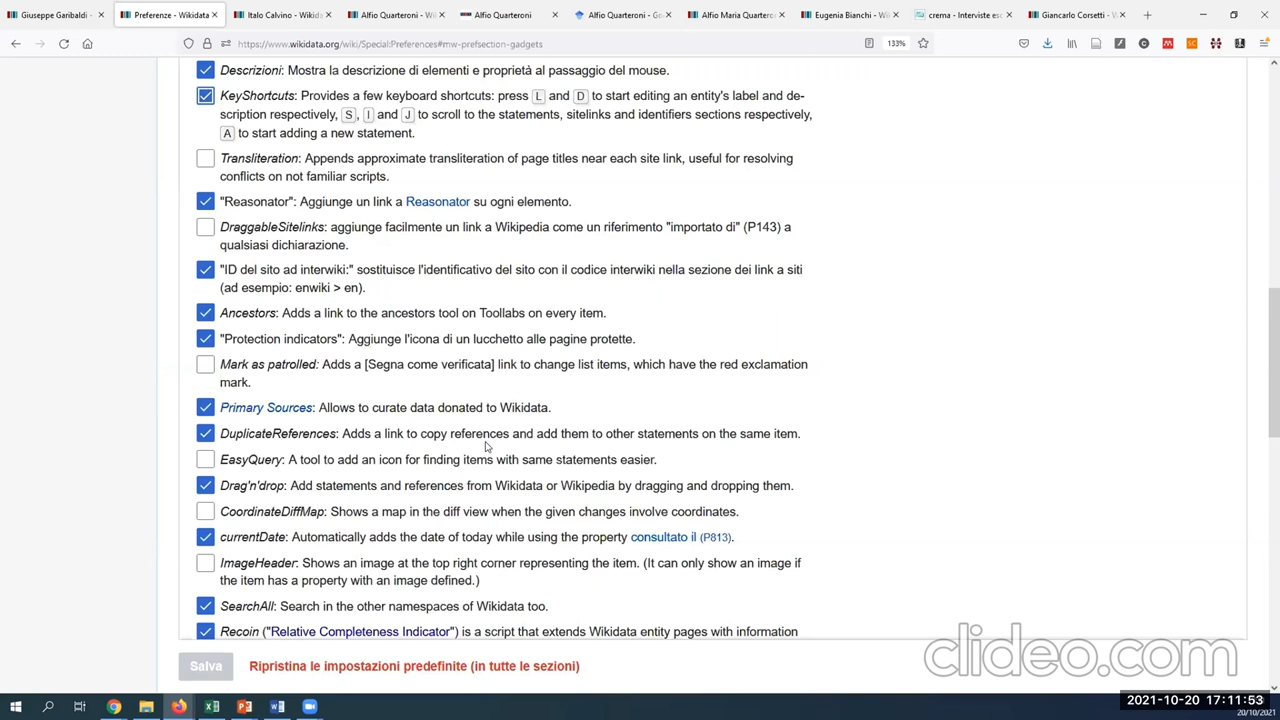 Giuseppe Garibaldi -
Preferenze - Wikidata
Italo Calvino - Wikida
Alfio Quarteroni - Wi
Alfio Quarteroni
Alfio Quarteroni - Go
Alfio Maria Quarteror
Eugenia Bianchi - Wi
crema - Interviste es
Giancarlo Corsetti - W
https://www.wikidata.org/wiki/Special:Preferences#mw-prefsection-gadgets
133%
Descrizioni: Mostra la descrizione di elementi e proprietà al passaggio del mouse.
KeyShortcuts: Provides a few keyboard shortcuts: press L and D to start editing an entity's label and de-
scription respectively, S, I and J to scroll to the statements, sitelinks and identifiers sections respectively,
A to start adding a new statement.
Transliteration: Appends approximate transliteration of page titles near each site link, useful for resolving
conflicts on not familiar scripts.
"Reasonator": Aggiunge un link a Reasonator su ogni elemento.
DraggableSitelinks: aggiunge facilmente un link a Wikipedia come un riferimento "importato di" (P143) a
qualsiasi dichiarazione.
"ID del sito ad interwiki:" sostituisce l'identificativo del sito con il codice interwiki nella sezione dei link a siti
(ad esempio: enwiki > en).
Ancestors: Adds a link to the ancestors tool on Toollabs on every item.
"Protection indicators": Aggiunge l'icona di un lucchetto alle pagine protette.
Mark as patrolled: Adds a [Segna come verificata] link to change list items, which have the red exclamation
mark.
Primary Sources: Allows to curate data donated to Wikidata.
DuplicateReferences: Adds a link to copy references and add them to other statements on the same item.
EasyQuery: A tool to add an icon for finding items with same statements easier.
Drag'n'drop: Add statements and references from Wikidata or Wikipedia by dragging and dropping them.
CoordinateDiffMap: Shows a map in the diff view when the given changes involve coordinates.
currentDate: Automatically adds the date of today while using the property consultato il (P813).
ImageHeader: Shows an image at the top right corner representing the item. (It can only show an image if
the item has a property with an image defined.)
SearchAll: Search in the other namespaces of Wikidata too.
Recoin ("Relative Completeness Indicator") is a script that extends Wikidata entity pages with information
Salva
Ripristina le impostazioni predefinite (in tutte le sezioni)
clideo.com
2021-10-20 17:11:53
20/10/2021